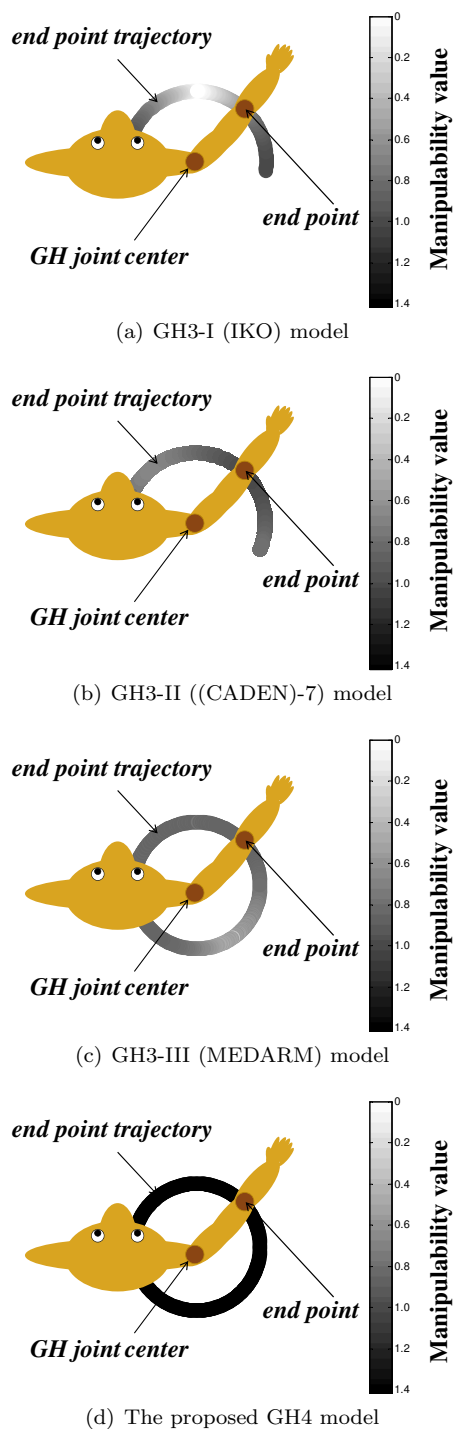 end point trajectory
end point
GH joint center
0
0.2
0.4
0.6
0.8
1.0
1.2
1.4
Manipulability value
(a) GH3-I (IKO) model
end point trajectory
end point
GH joint center
0
0.2
0.4
0.6
0.8
1.0
1.2
1.4
Manipulability value
(b) GH3-II ((CADEN)-7) model
end point trajectory
end point
GH joint center
0
0.2
0.4
0.6
0.8
1.0
1.2
1.4
Manipulability value
(c) GH3-III (MEDARM) model
end point trajectory
end point
GH joint center
0
0.2
0.4
0.6
0.8
1.0
1.2
1.4
Manipulability value
(d) The proposed GH4 model